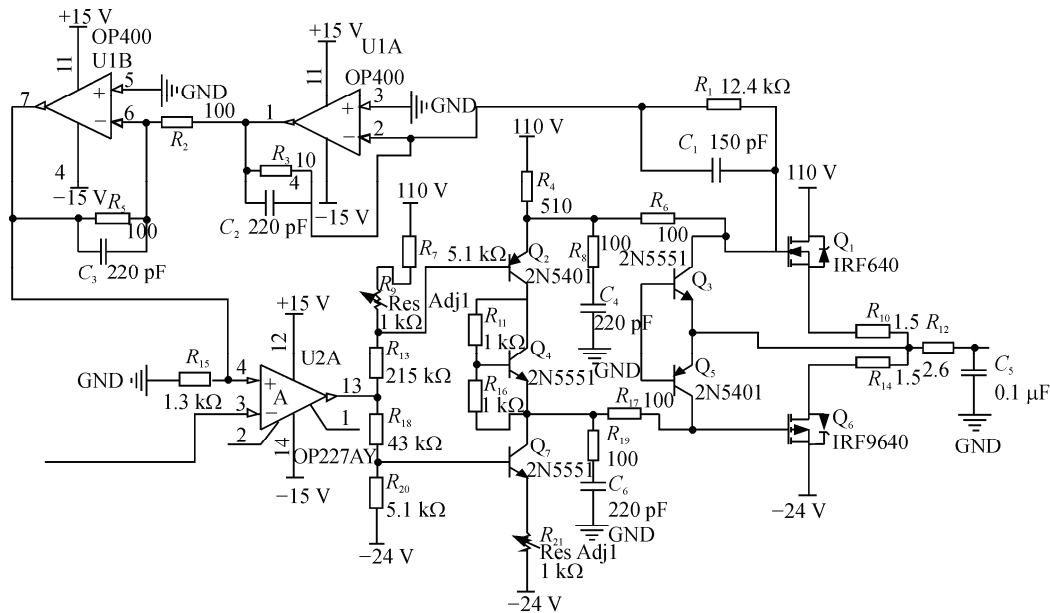 +15 V
OP400
U1B
11
7
5
+
GND
6
−
4
−15 V
R₂
100
R₅
100
C₃ 220 pF
+15 V
U1A
11
OP400
3
+
GND
1
2
−
R₃ 10
4
−15 V
C₂ 220 pF
R₁ 12.4 kΩ
C₁ 150 pF
110 V
R₇
5.1 kΩ
R₉
Res Adj1
1 kΩ
110 V
R₄
510
Q₂
2N5401
R₈
100
C₄
220 pF
GND
R₆
100
2N5551
Q₃
110 V
Q₁
IRF640
R₁₁
1 kΩ
Q₄
2N5551
R₁₆
1 kΩ
Q₅
2N5401
R₁₀
1.5
R₁₂
2.6
R₁₄
1.5
C₅
0.1 μF
GND
+15 V
12
U2A
GND
R₁₅
1.3 kΩ
4
+
A
3
−
13
1
2
14
OP227AY
−15 V
R₁₃
215 kΩ
R₁₈
43 kΩ
R₂₀
5.1 kΩ
−24 V
Q₇
2N5551
R₁₇
100
R₁₉
100
C₆
220 pF
GND
Q₆
IRF9640
−24 V
R₂₁
Res Adj1
1 kΩ
−24 V